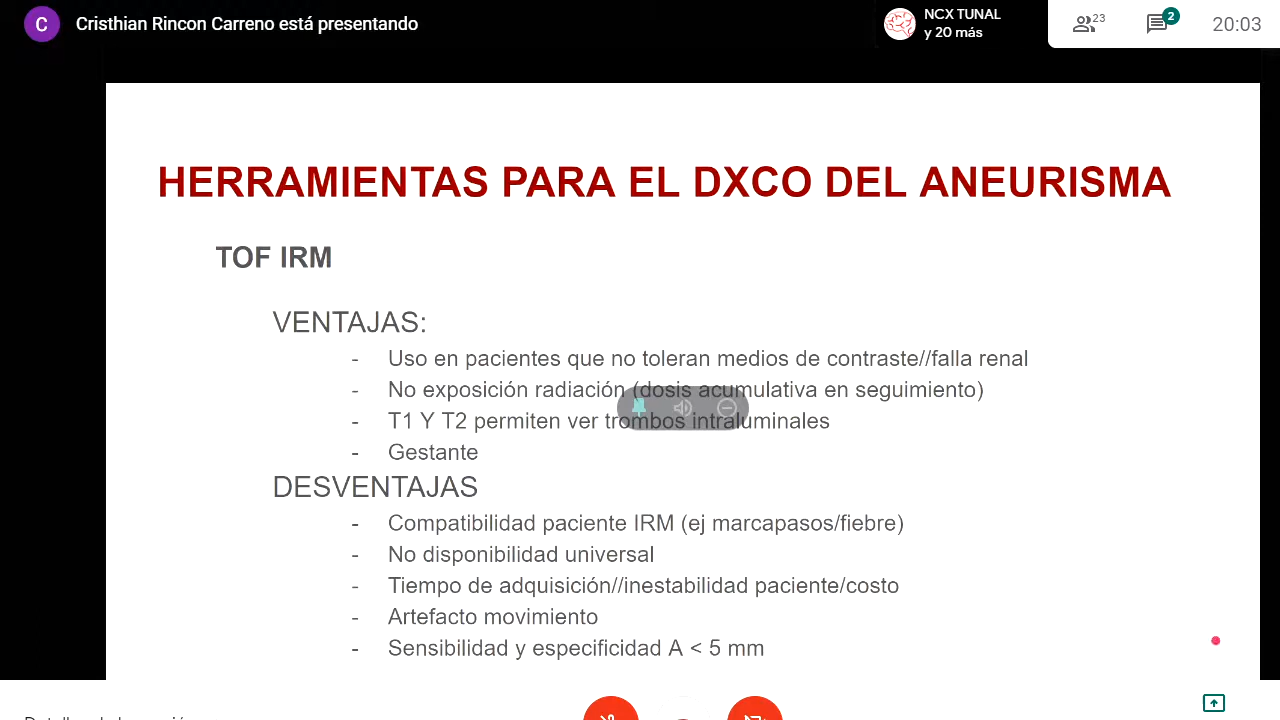 C
Cristhian Rincon Carreno está presentando
NCX TUNAL
y 20 más
23
2
20:03
HERRAMIENTAS PARA EL DXCO DEL ANEURISMA
TOF IRM
VENTAJAS:
- Uso en pacientes que no toleran medios de contraste//falla renal
- No exposición radiación (dosis acumulativa en seguimiento)
- T1 Y T2 permiten ver trombos intraluminales
- Gestante
DESVENTAJAS
- Compatibilidad paciente IRM (ej marcapasos/fiebre)
- No disponibilidad universal
- Tiempo de adquisición//inestabilidad paciente/costo
- Artefacto movimiento
- Sensibilidad y especificidad A < 5 mm